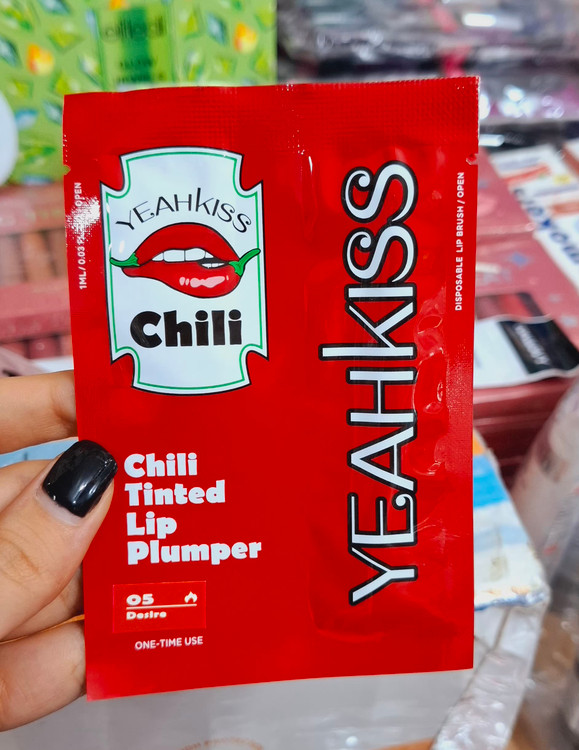 YEAHKISS
Chili
Chili
Tinted
Lip
Plumper
05
Desire
ONE-TIME USE
YEAHKISS
DISPOSABLE LIP BRUSH / OPEN
1ML / 0.03 OPEN